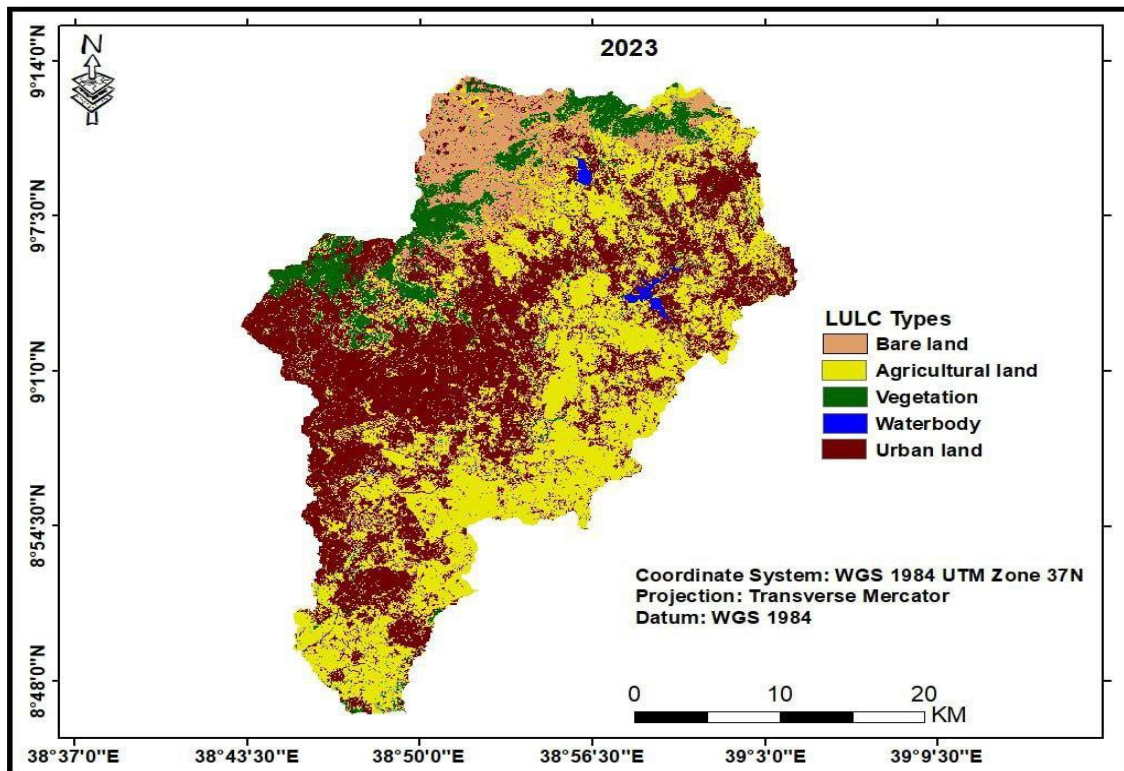 2023
N
9°14'0"N
9°7'30"N
9°1'0"N
8°54'30"N
8°48'0"N
LULC Types
Bare land
Agricultural land
Vegetation
Waterbody
Urban land
Coordinate System: WGS 1984 UTM Zone 37N
Projection: Transverse Mercator
Datum: WGS 1984
0 10 20
KM
38°37'0"E 38°43'30"E 38°50'0"E 38°56'30"E 39°3'0"E 39°9'30"E